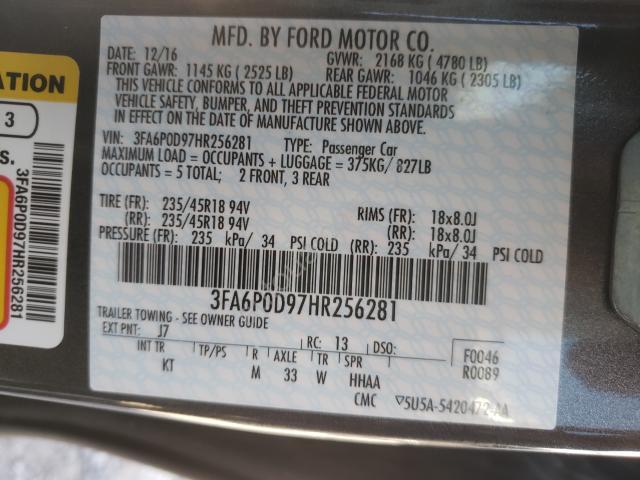 MFD. BY FORD MOTOR CO.
DATE: 12/16 GVWR: 2168 KG ( 4780 LB)
FRONT GAWR: 1145 KG ( 2525 LB) REAR GAWR: 1046 KG ( 2305 LB)
THIS VEHICLE CONFORMS TO ALL APPLICABLE FEDERAL MOTOR
VEHICLE SAFETY, BUMPER, AND THEFT PREVENTION STANDARDS
IN EFFECT ON THE DATE OF MANUFACTURE SHOWN ABOVE.
VIN: 3FA6P0D97HR256281 TYPE: Passenger Car
MAXIMUM LOAD = OCCUPANTS + LUGGAGE = 375KG/ 827LB
OCCUPANTS = 5 TOTAL; 2 FRONT, 3 REAR
TIRE (FR): 235/45R18 94V RIMS (FR): 18x8.0J
(RR): 235/45R18 94V (RR): 18x8.0J
PRESSURE (FR): 235 kPa/ 34 PSI COLD (RR): 235 kPa/ 34 PSI COLD
3FA6P0D97HR256281
TRAILER TOWING - SEE OWNER GUIDE
EXT PNT: J7 RC: 13 DSO: F0046
INT TR TP/PS R AXLE TR SPR R0089
KT M 33 W HHAA
CMC ▽5U5A-5420472-AA
ATION
3
s.
3FA6P0D97HR256281